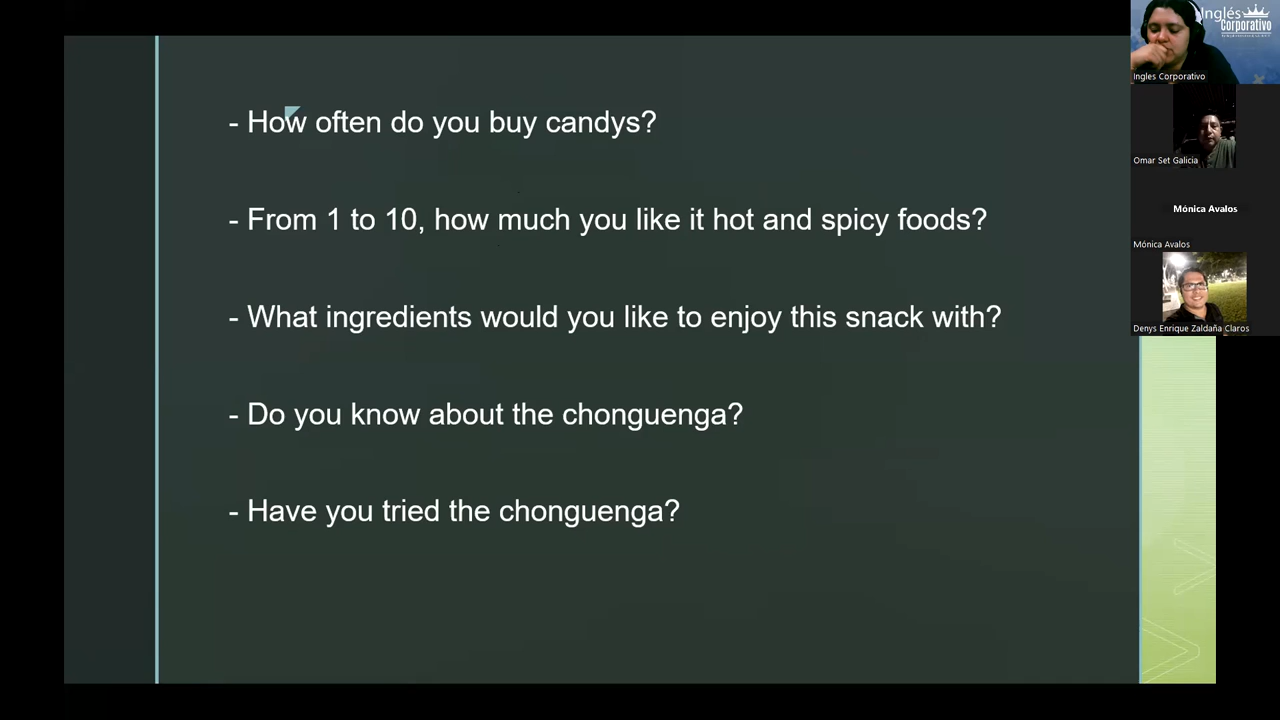 - How often do you buy candys?
- From 1 to 10, how much you like it hot and spicy foods?
- What ingredients would you like to enjoy this snack with?
- Do you know about the chonguenga?
- Have you tried the chonguenga?
Inglés
Corporativo
Ingles Corporativo
Omar Set Galicia
Mónica Avalos
Mónica Avalos
Denys Enrique Zaldaña Claros